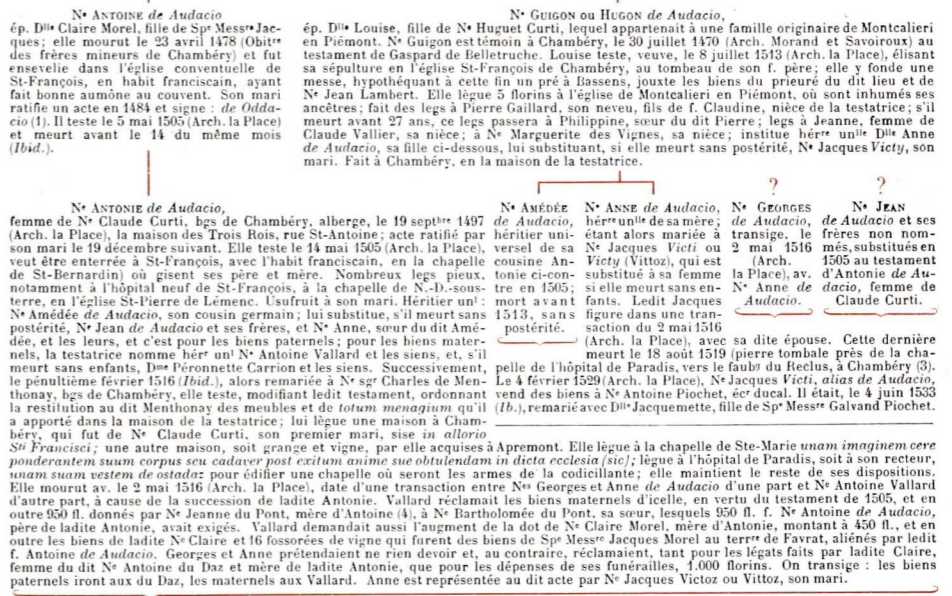 Nᵉ ANTOINE de Audacio
ép. Dˡˡᵉ Claire Morel, fille de Spᵉ Messʳᵉ Jac-
ques; elle mourut le 23 avril 1478 (Obitʳᵉ
des frères mineurs de Chambéry) et fut
ensevelie dans l'église conventuelle de
St-François, en habit franciscain, ayant
fait bonne aumône au couvent. Son mari
ratifie un acte en 1484 et signe : de Odda-
cio (1). Il teste le 5 mai 1505 (Arch. la Place)
et meurt avant le 14 du même mois
(Ibid.).
Nᵉ GUIGON OU HUGON de Audacio,
ép. Dˡˡᵉ Louise, fille de Nᵉ Huguet Curti, lequel appartenait à une famille originaire de Montcalieri
en Piémont. Nᵉ Guigon est témoin à Chambéry, le 30 juillet 1470 (Arch. Morand et Savoiroux) au
testament de Gaspard de Belletruche. Louise teste, veuve, le 8 juillet 1513 (Arch. la Place), élisant
sa sépulture en l'église St-François de Chambéry, au tombeau de son f. père; elle y fonde une
messe, hypothéquant à cette fin un pré à Bassens, jouxte les biens du prieuré du dit lieu et de
Nᵉ Jean Lambert. Elle lègue 5 florins à l'église de Montcalieri en Piémont, où sont inhumés ses
ancêtres; fait des legs à Pierre Gaillard, son neveu, fils de f. Claudine, nièce de la testatrice; s'il
meurt avant 27 ans, ce legs passera à Philippine, sœur du dit Pierre; legs à Jeanne, femme de
Claude Vallier, sa nièce; à Nᵉ Marguerite des Vignes, sa nièce; institue hérʳᵉ unˡˡᵉ Dˡˡᵉ Anne
de Audacio, sa fille ci-dessous, lui substituant, si elle meurt sans postérité, Nᵉ Jacques Victy, son
mari. Fait à Chambéry, en la maison de la testatrice.
Nᵉ ANTONIE de Audacio,
femme de Nᵉ Claude Curti, bgs de Chambéry, alberge, le 19 septᵇʳᵉ 1497
(Arch. la Place), la maison des Trois Rois, rue St-Antoine; acte ratifié par
son mari le 19 décembre suivant. Elle teste le 14 mai 1505 (Arch. la Place),
veut être enterrée à St-François, avec l'habit franciscain, en la chapelle
de St-Bernardin) où gisent ses père et mère. Nombreux legs pieux,
notamment à l'hôpital neuf de St-François, à la chapelle de N.-D.-sous-
terre, en l'église St-Pierre de Lémenc. Usufruit à son mari. Héritier unˡ :
Nᵉ Amédée de Audacio, son cousin germain; lui substitue, s'il meurt sans
postérité, Nᵉ Jean de Audacio et ses frères, et Nᵉ Anne, sœur du dit Amé-
dée, et les leurs, et c'est pour les biens paternels; pour les biens mater-
nels, la testatrice nomme hérʳ unˡ Nᵉ Antoine Vallard et les siens, et, s'il
meurt sans enfants, Dᵐᵉ Péronnette Carrion et les siens. Successivement,
le pénultième février 1516 (Ibid.), alors remariée à Nᵉ sgʳ Charles de Men-
thonay, bgs de Chambéry, elle teste, modifiant ledit testament, ordonnant
la restitution au dit Menthonay des meubles et de totum menagium qu'il
a apporté dans la maison de la testatrice; lui lègue une maison à Cham-
béry, qui fut de Nᵉ Claude Curti, son premier mari, sise in allorio
Sᵗⁱ Francisci; une autre maison, soit grange et vigne, par elle acquises à Apremont. Elle lègue à la chapelle de Ste-Marie unam imaginem cere
ponderantem suum corpus seu cadaver post exitum anime sue obtulendam in dicta ecclesia (sic); lègue à l'hôpital de Paradis, soit à son recteur,
unam suam vestem de ostadaz pour édifier une chapelle où seront les armes de la codicillante; elle maintient le reste de ses dispositions.
Elle mourut av. le 2 mai 1516 (Arch. la Place), date d'une transaction entre Nᵉˢ Georges et Anne de Audacio d'une part et Nᵉ Antoine Vallard
d'autre part, à cause de la succession de ladite Antonie. Vallard réclamait les biens maternels d'icelle, en vertu du testament de 1505, et en
outre 950 fl. donnés par Nᵉ Jeanne du Pont, mère d'Antoine (4), à Nᵉ Bartholomée du Pont, sa sœur, lesquels 950 fl. f. Nᵉ Antoine de Audacio,
père de ladite Antonie, avait exigés. Vallard demandait aussi l'augment de la dot de Nᵉ Claire Morel, mère d'Antonie, montant à 450 fl., et en
outre les biens de ladite Nᵉ Claire et 16 fossorées de vigne qui furent des biens de Spᵉ Messʳᵉ Jacques Morel au terrʳᵉ de Favrat, aliénés par ledit
f. Antoine de Audacio. Georges et Anne prétendaient ne rien devoir et, au contraire, réclamaient, tant pour les légats faits par ladite Claire,
femme du dit Nᵉ Antoine du Daz et mère de ladite Antonie, que pour les dépenses de ses funérailles, 1.000 florins. On transige : les biens
paternels iront aux du Daz, les maternels aux Vallard. Anne est représentée au dit acte par Nᵉ Jacques Victoz ou Vittoz, son mari.
Nᵉ AMÉDÉE
de Audacio,
héritier uni-
versel de sa
cousine An-
tonie ci-con-
tre en 1505;
mort avant
1513, sans
postérité.
Nᵉ ANNE de Audacio,
hérʳᵉ unˡˡᵉ de sa mère;
étant alors mariée à
Nᵉ Jacques Victi ou
Victy (Vittoz), qui est
substitué à sa femme
si elle meurt sans en-
fants. Ledit Jacques
figure dans une tran-
saction du 2 mai 1516
(Arch. la Place), avec sa dite épouse. Cette dernière
meurt le 18 août 1519 (pierre tombale près de la cha-
pelle de l'hôpital de Paradis, vers le faubᵍ du Reclus, à Chambéry (3).
Le 4 février 1529 (Arch. la Place), Nᵉ Jacques Victi, alias de Audacio,
vend des biens à Nᵉ Antoine Piochet, écʳ ducal. Il était, le 4 juin 1533
(Ib.), remarié avec Dˡˡᵉ Jacquemette, fille de Spᵉ Messʳᵉ Galvand Piochet.
?
Nᵉ GEORGES
de Audacio
transige, le
2 mai 1516
(Arch.
la Place), av.
Nᵉ Anne de
Audacio.
?
Nᵉ JEAN
de Audacio et ses
frères non nom-
més, substitués en
1505 au testament
d'Antonie de Au-
dacio, femme de
Claude Curti.